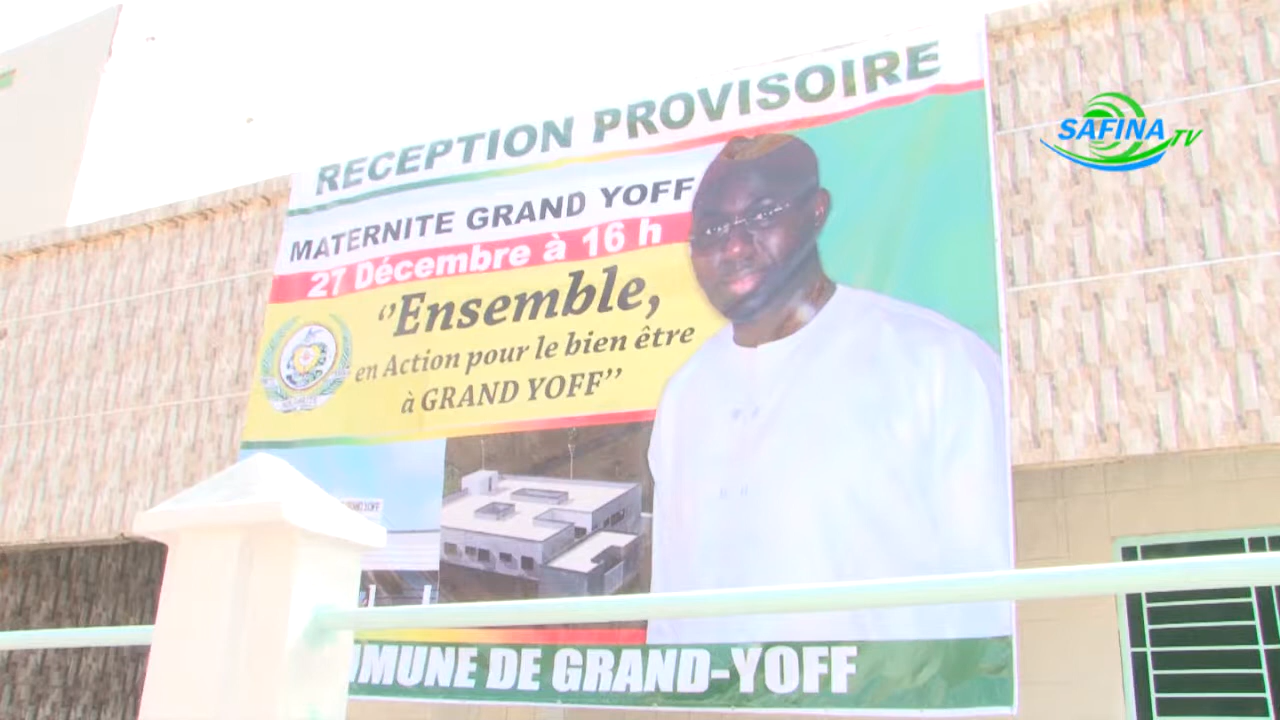 RECEPTION PROVISOIRE
MATERNITE GRAND YOFF
27 Décembre à 16 h
‘’Ensemble,
en Action pour le bien être
à GRAND YOFF’’
MMUNE DE GRAND-YOFF
SAFINA TV